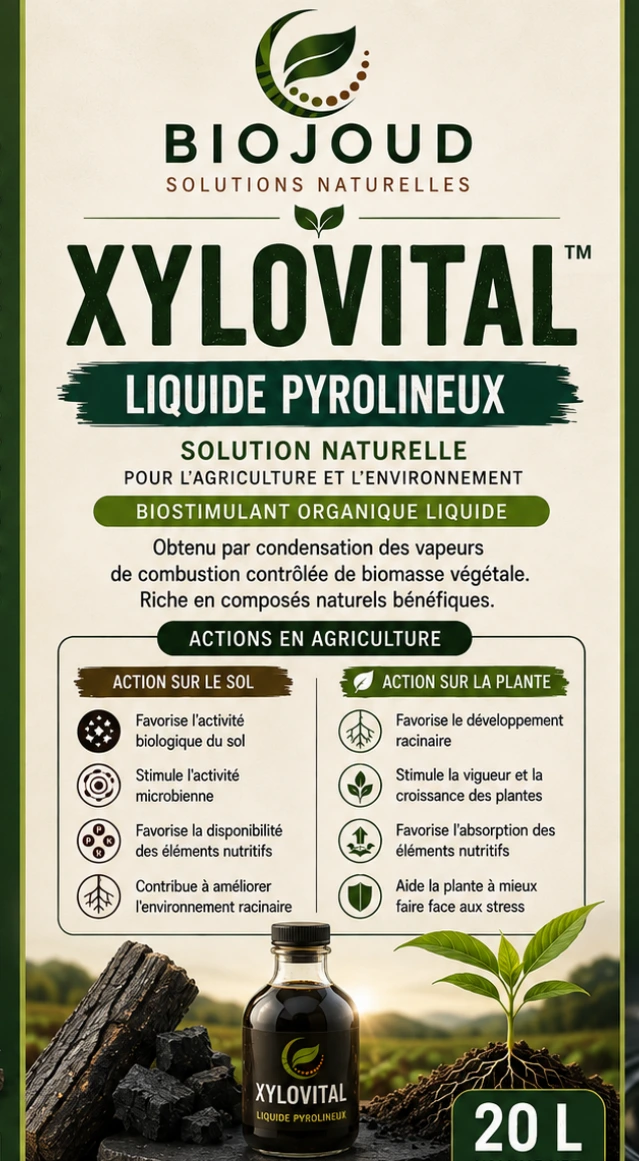 BIOJOUD
SOLUTIONS NATURELLES
XYLOVITAL™
LIQUIDE PYROLINEUX
SOLUTION NATURELLE
POUR L'AGRICULTURE ET L'ENVIRONNEMENT
BIOSTIMULANT ORGANIQUE LIQUIDE
Obtenu par condensation des vapeurs
de combustion contrôlée de biomasse végétale.
Riche en composés naturels bénéfiques.
ACTIONS EN AGRICULTURE
ACTION SUR LE SOL
Favorise l'activité
biologique du sol
Stimule l'activité
microbienne
P
P K
K
Favorise la disponibilité
des éléments nutritifs
Contribue à améliorer
l'environnement racinaire
ACTION SUR LA PLANTE
Favorise le développement
racinaire
Stimule la vigueur et la
croissance des plantes
Favorise l'absorption des
éléments nutritifs
Aide la plante à mieux
faire face aux stress
XYLOVITAL
LIQUIDE PYROLINEUX
20 L